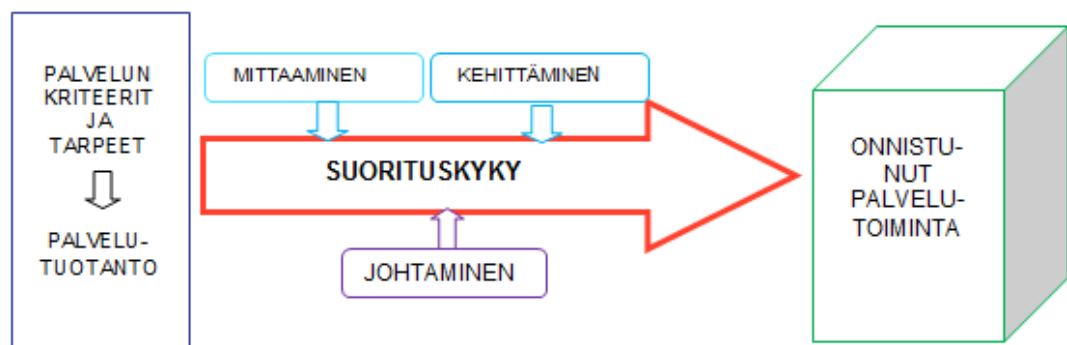 PALVELUN
KRITEERIT
JA
TARPEET
PALVELU-
TUOTANTO
MITTAAMINEN
KEHITTÄMINEN
SUORITUSKYKY
JOHTAMINEN
ONNISTU-
NUT
PALVELU-
TOIMINTA